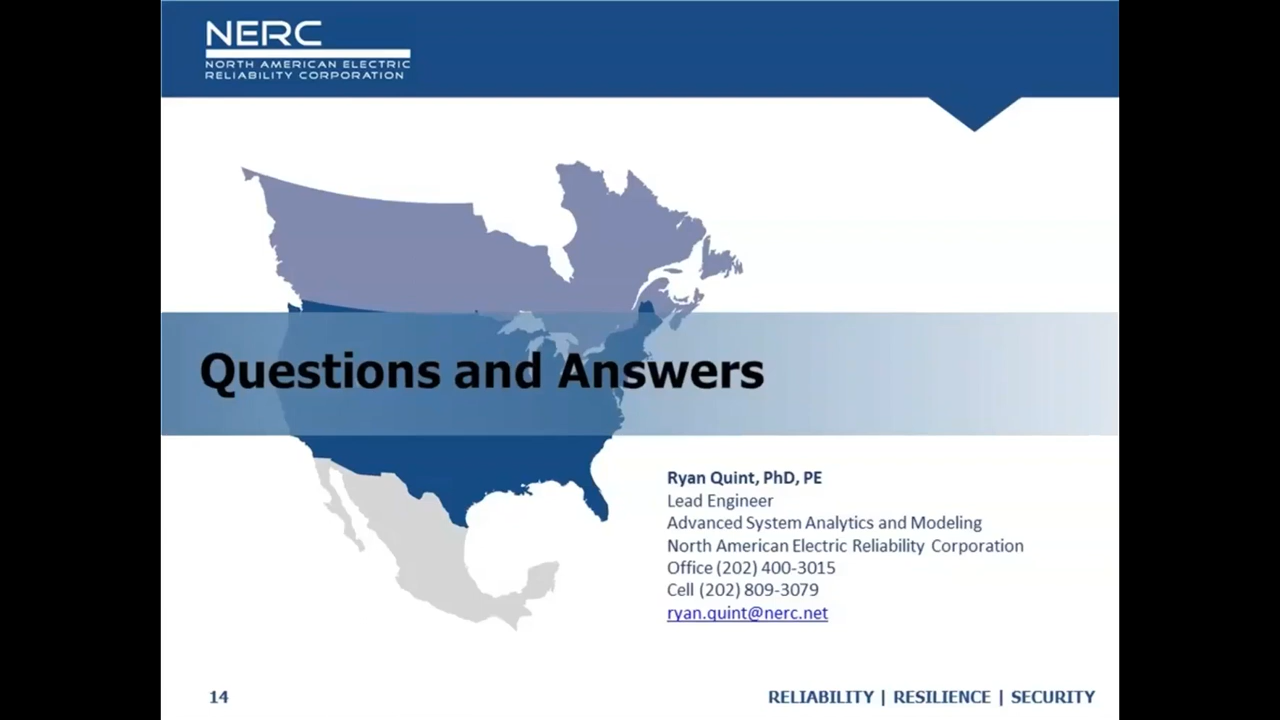 NERC
NORTH AMERICAN ELECTRIC
RELIABILITY CORPORATION
Questions and Answers
Ryan Quint, PhD, PE
Lead Engineer
Advanced System Analytics and Modeling
North American Electric Reliability Corporation
Office (202) 400-3015
Cell (202) 809-3079
ryan.quint@nerc.net
14
RELIABILITY | RESILIENCE | SECURITY